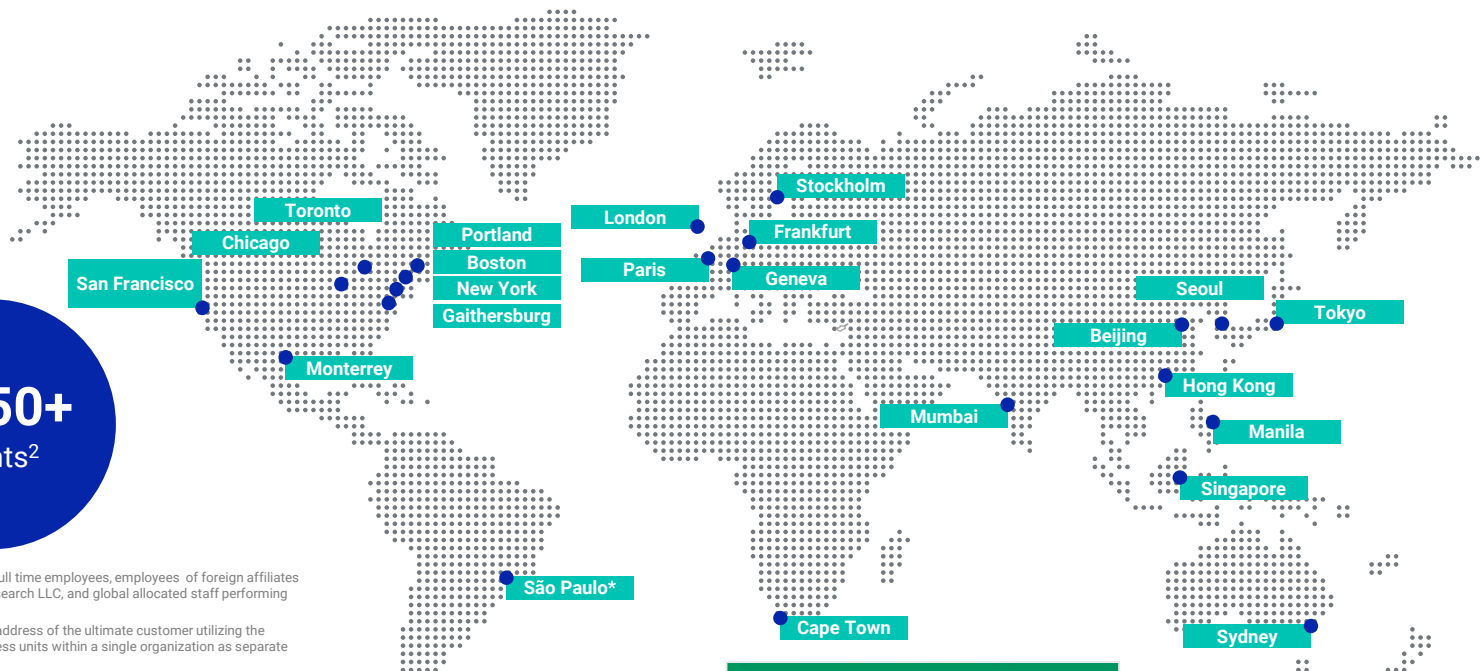 Stockholm
Toronto
London
Frankfurt
Portland
Chicago
Boston
Paris
Geneva
San Francisco
New York
Seoul
Gaithersburg
Tokyo
Beijing
Monterrey
Hong Kong
50+
Mumbai
Manila
nts2
Singapore
ull time employees, employees of foreign affiliates
search LLC, and global allocated staff performing
São Paulo*
Cape Town
address of the ultimate customer utilizing the
ess units within a single organization as separate
Sydney